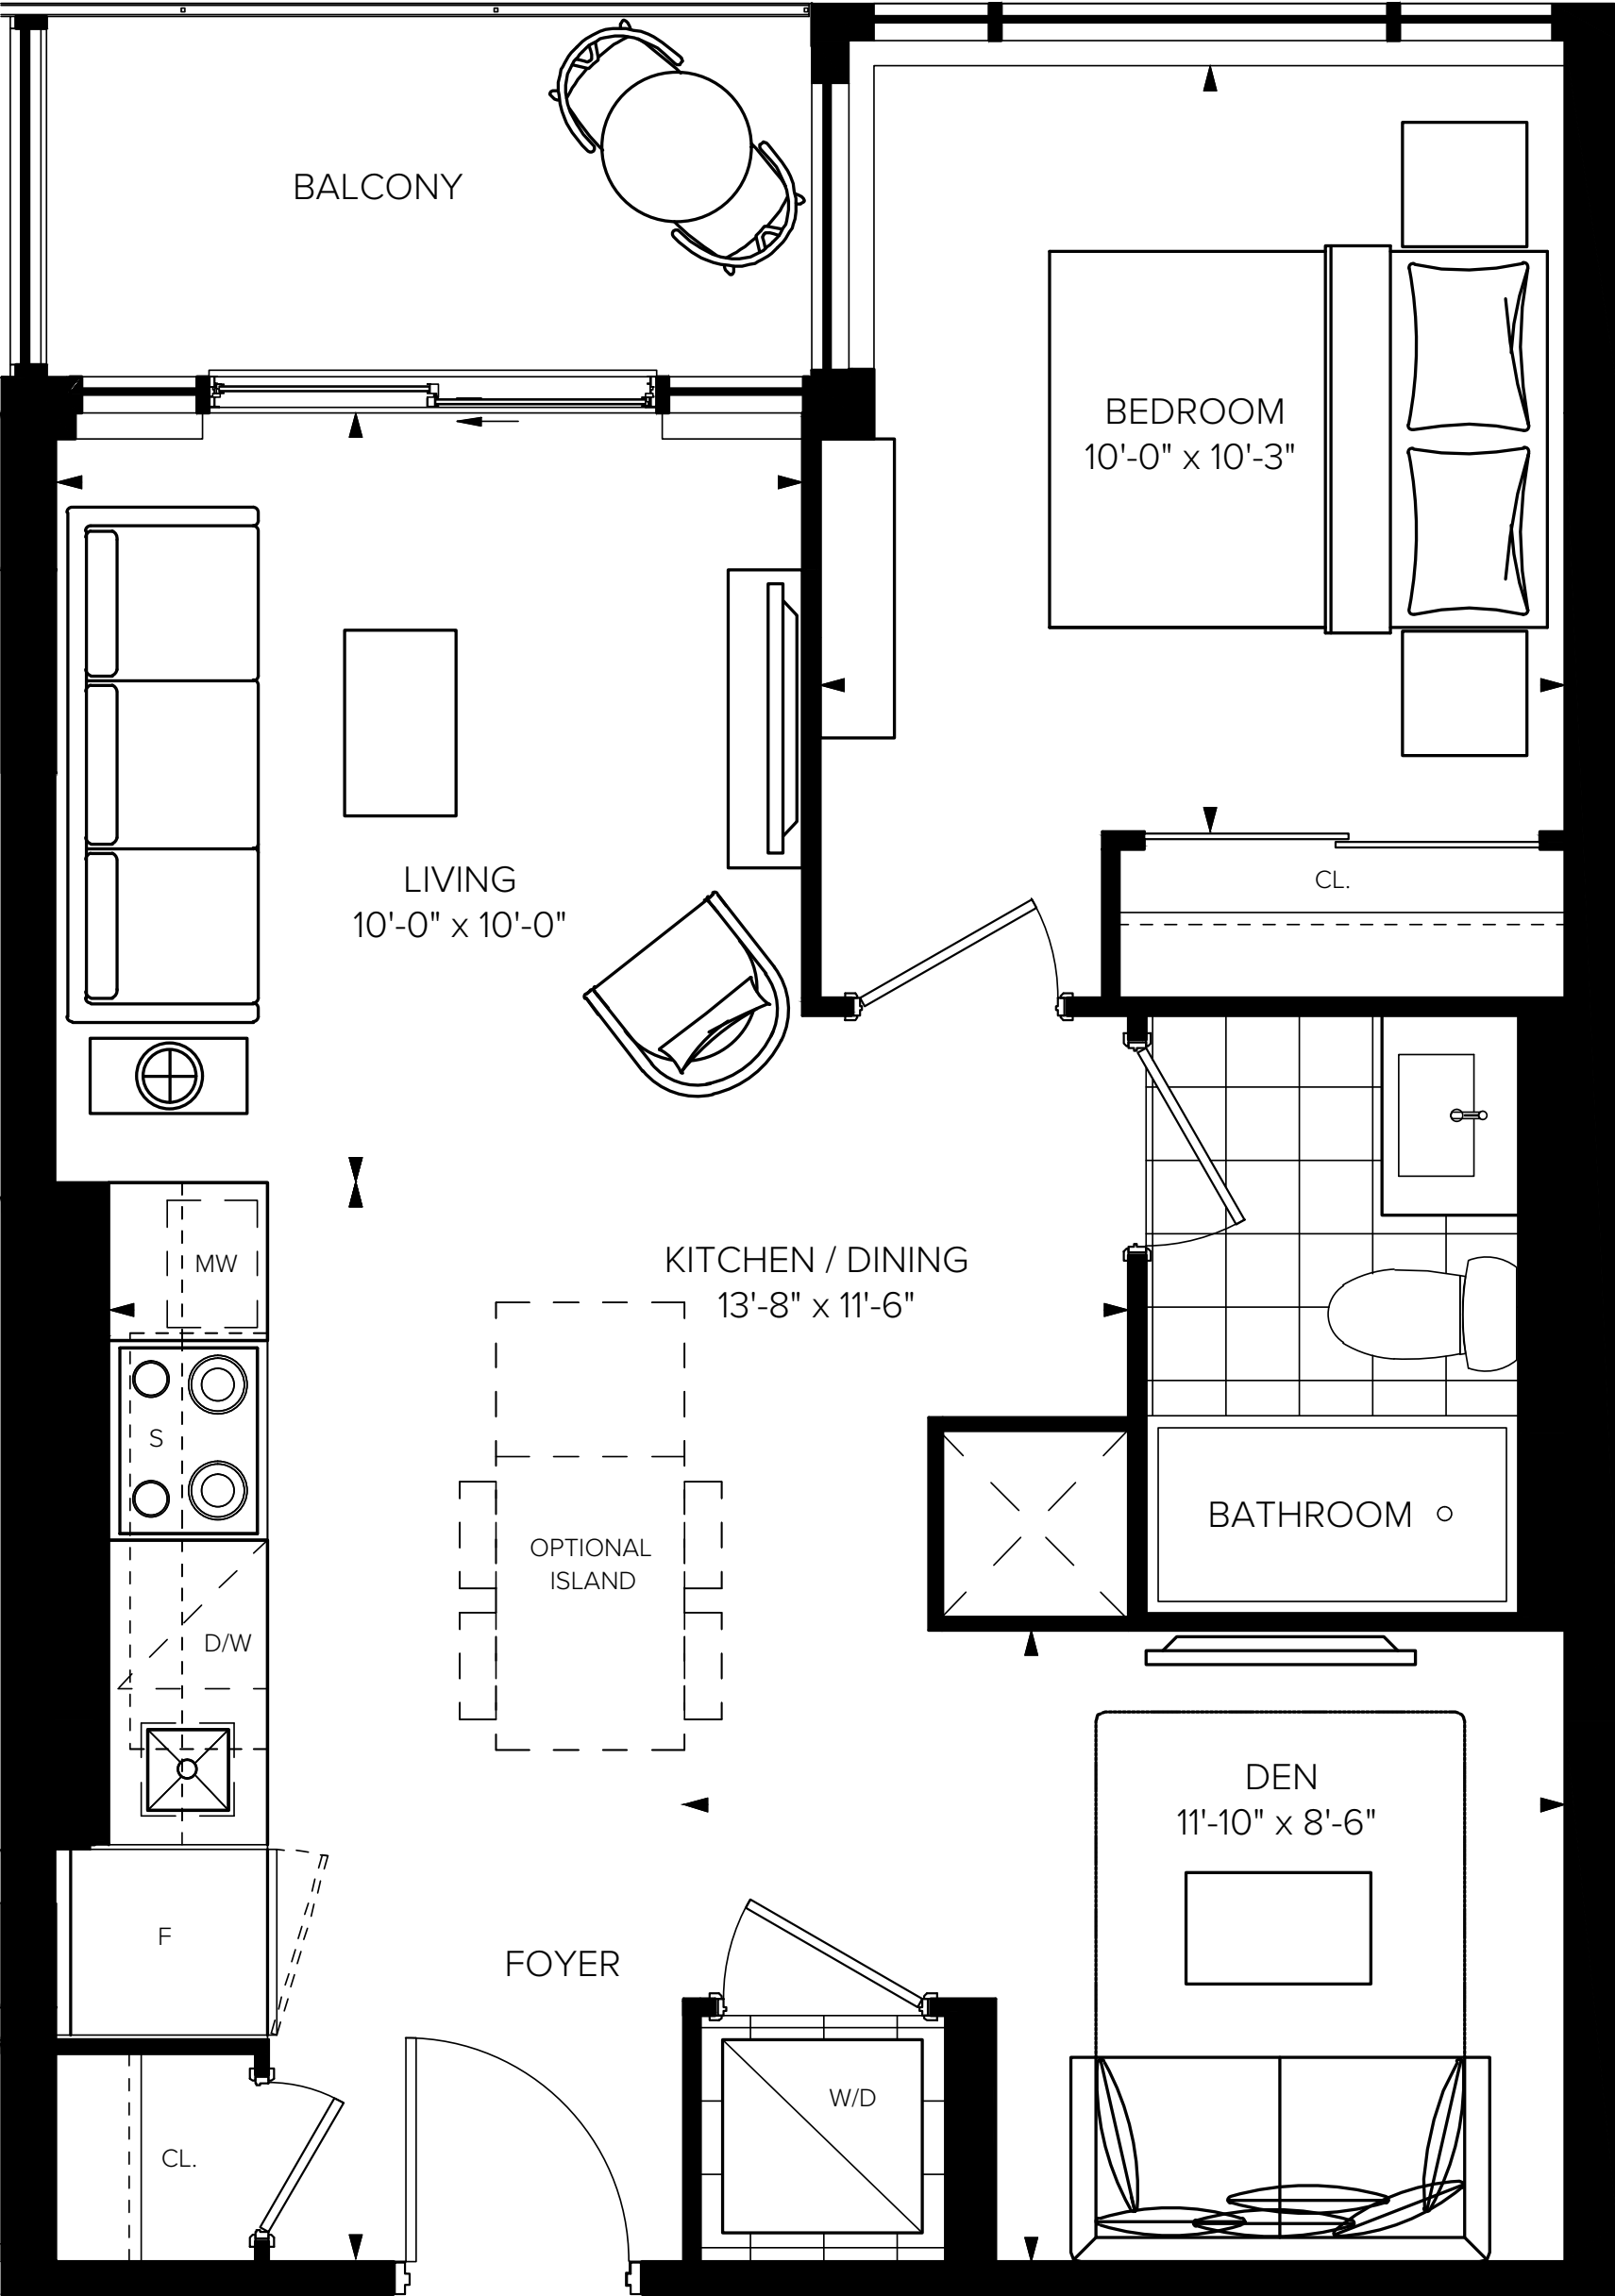 BALCONY
BEDROOM
10'-0" x 10'-3"
CL.
LIVING
10'-0" x 10'-0"
MW
KITCHEN / DINING
13'-8" x 11'-6"
S
OPTIONAL
ISLAND
BATHROOM
D/W
DEN
11'-10" x 8'-6"
F
FOYER
W/D
CL.